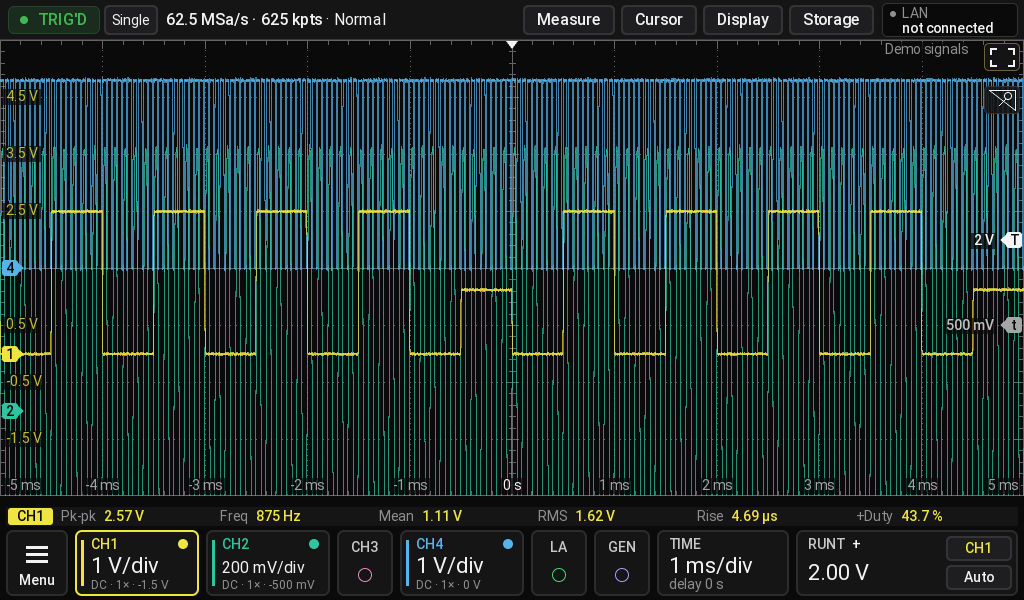 TRIG'D
Single
62.5 MSa/s · 625 kpts · Normal
Measure
Cursor
Display
Storage
LAN
not connected
Demo signals
4.5 V
3.5 V
2.5 V
2 V T
4
0.5 V
500 mV t
1
-0.5 V
2
-1.5 V
-5 ms
-4 ms
-3 ms
-2 ms
-1 ms
0 s
1 ms
2 ms
3 ms
4 ms
5 ms
CH1 Pk-pk 2.57 V Freq 875 Hz Mean 1.11 V RMS 1.62 V Rise 4.69 µs +Duty 43.7 %
Menu
CH1
1 V/div
DC · 1× · -1.5 V
CH2
200 mV/div
DC · 1× · -500 mV
CH3
CH4
1 V/div
DC · 1× · 0 V
LA
GEN
TIME
1 ms/div
delay 0 s
RUNT +
2.00 V
CH1
Auto